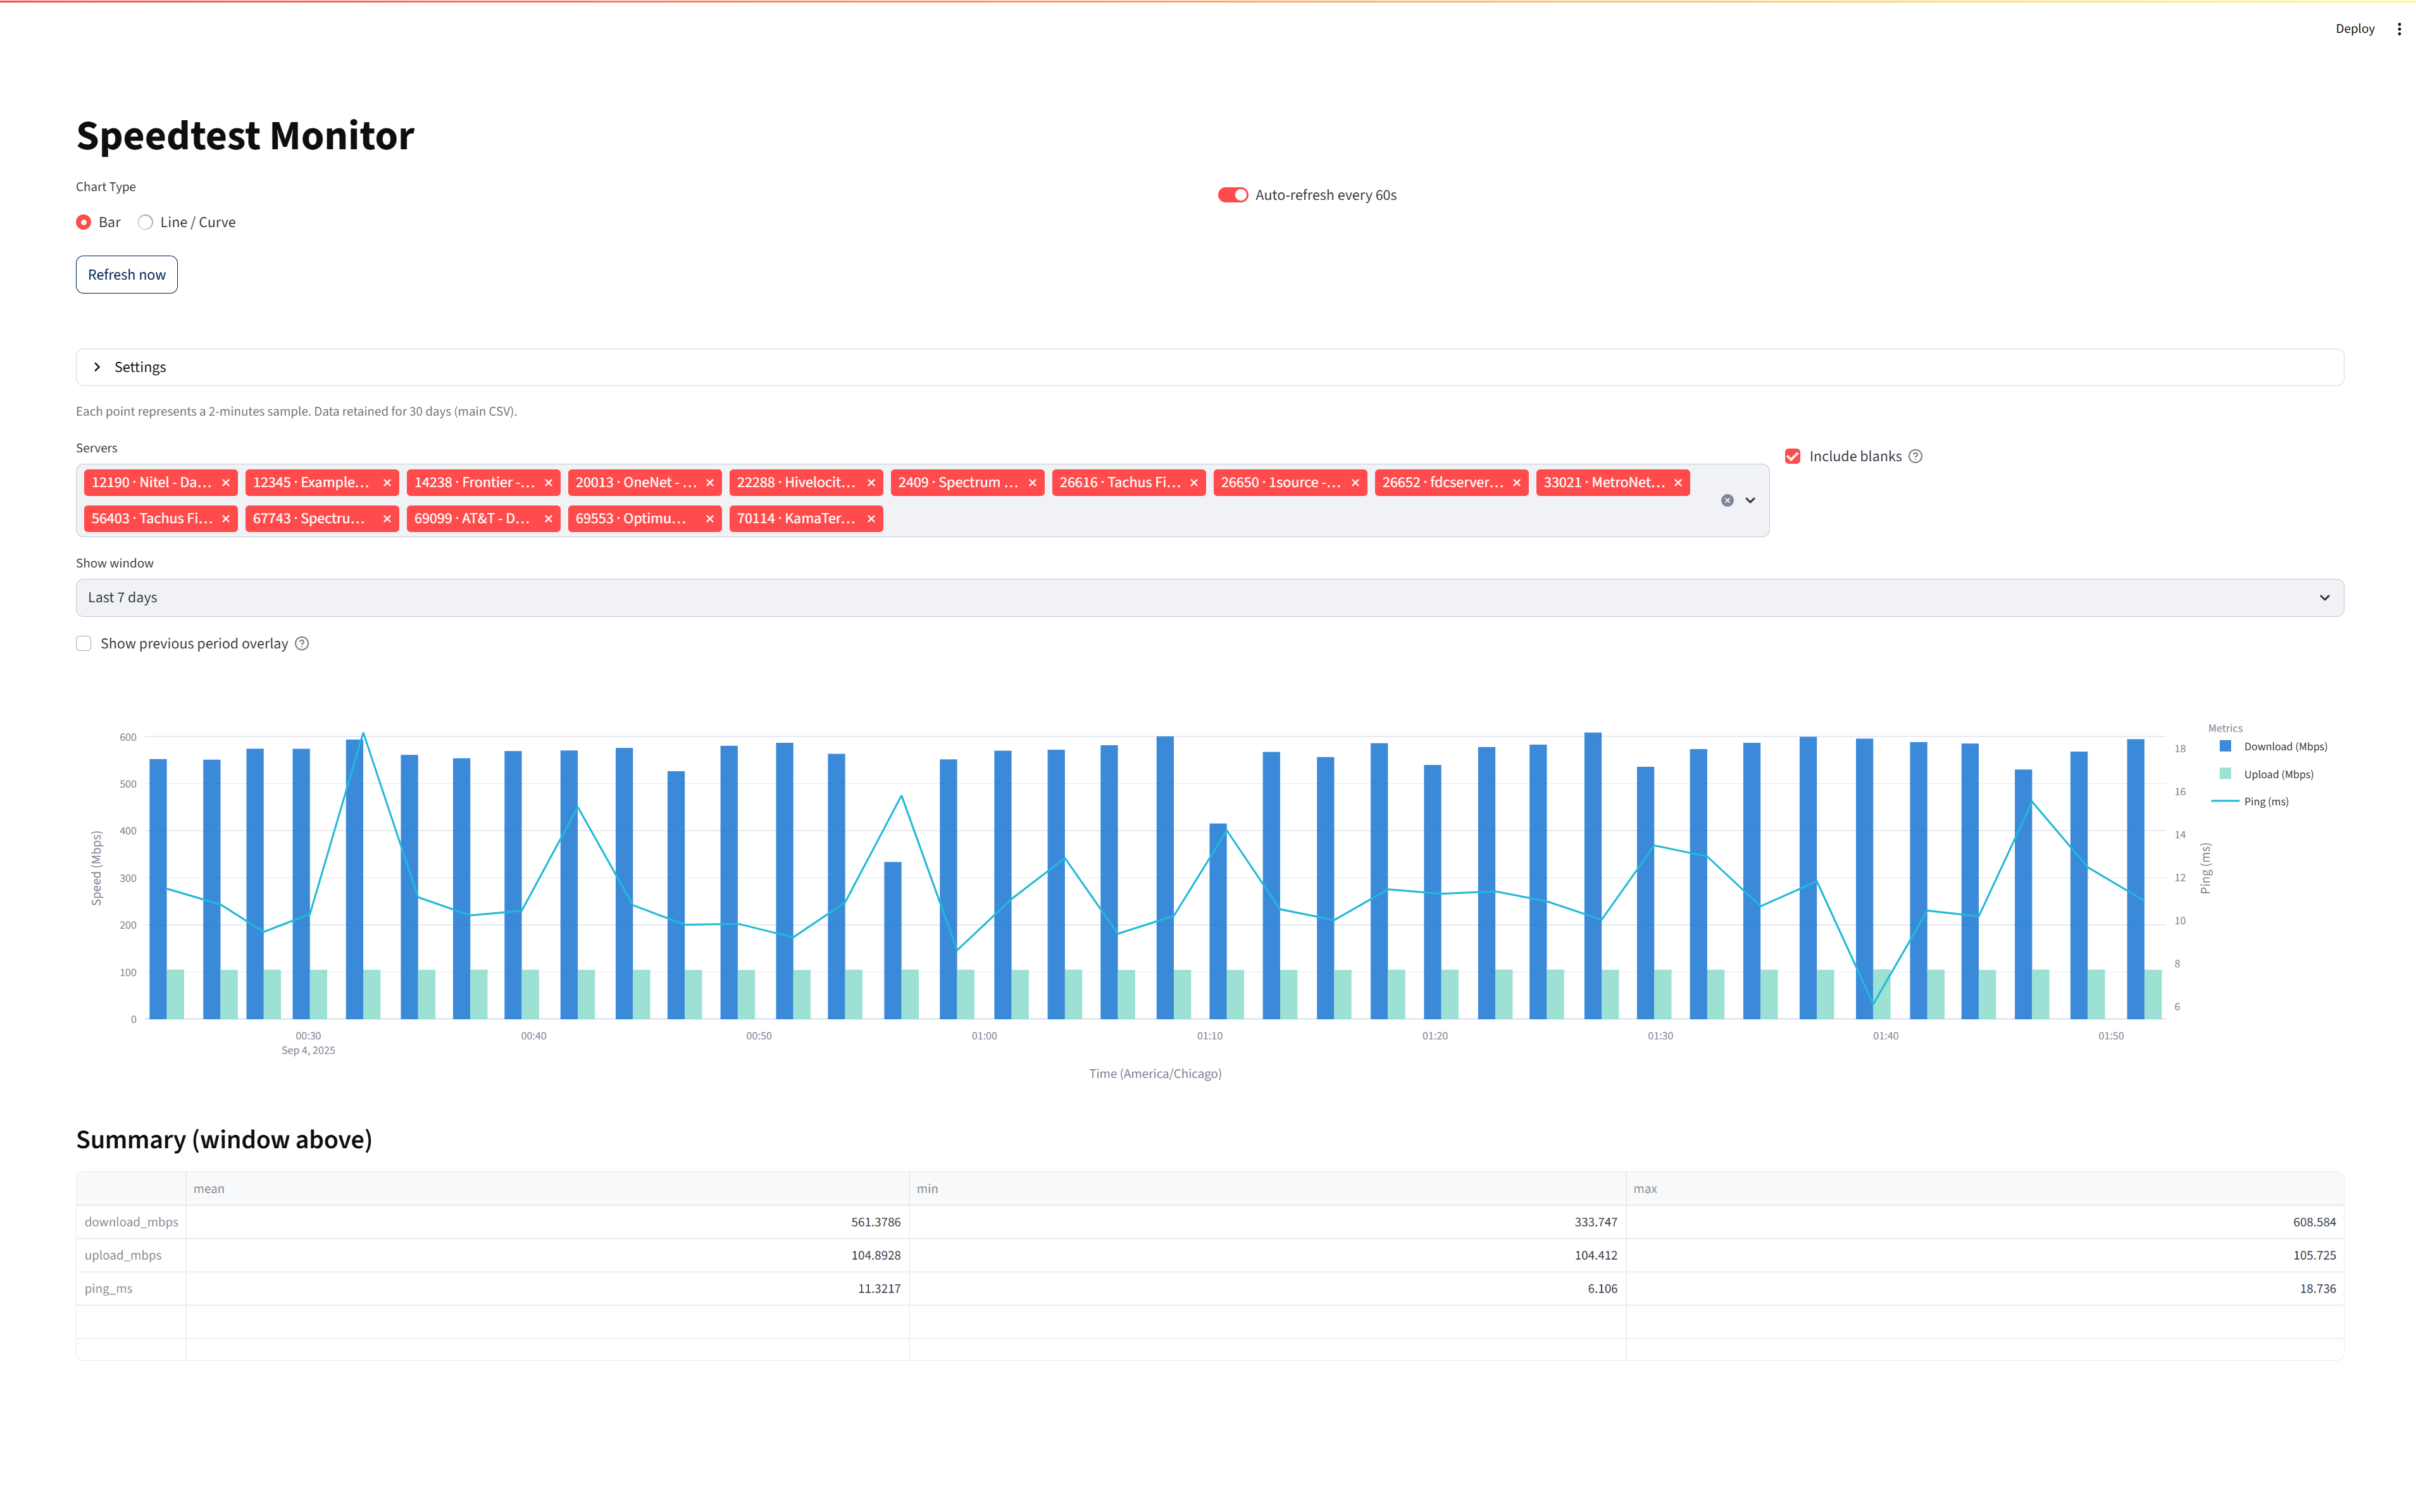 Deploy
Speedtest Monitor
Chart Type
Auto-refresh every 60s
Bar Line / Curve
Refresh now
Settings
Each point represents a 2-minutes sample. Data retained for 30 days (main CSV).
Servers
Include blanks
12190 · Nitel - Da... 12345 · Example... 14238 · Frontier -... 20013 · OneNet - ... 22288 · Hivelocit... 2409 · Spectrum ... 26616 · Tachus Fi... 26650 · 1source -... 26652 · fdcserver... 33021 · MetroNet...
56403 · Tachus Fi... 67743 · Spectru... 69099 · AT&T - D... 69553 · Optimu... 70114 · KamaTer...
Show window
Last 7 days
Show previous period overlay
Metrics
Download (Mbps)
Upload (Mbps)
Ping (ms)
600
500
400
300
200
100
0
Speed (Mbps)
18
16
14
12
10
8
6
Ping (ms)
00:30 00:40 00:50 01:00 01:10 01:20 01:30 01:40 01:50
Sep 4, 2025
Time (America/Chicago)
Summary (window above)
mean min max
download_mbps 561.3786 333.747 608.584
upload_mbps 104.8928 104.412 105.725
ping_ms 11.3217 6.106 18.736